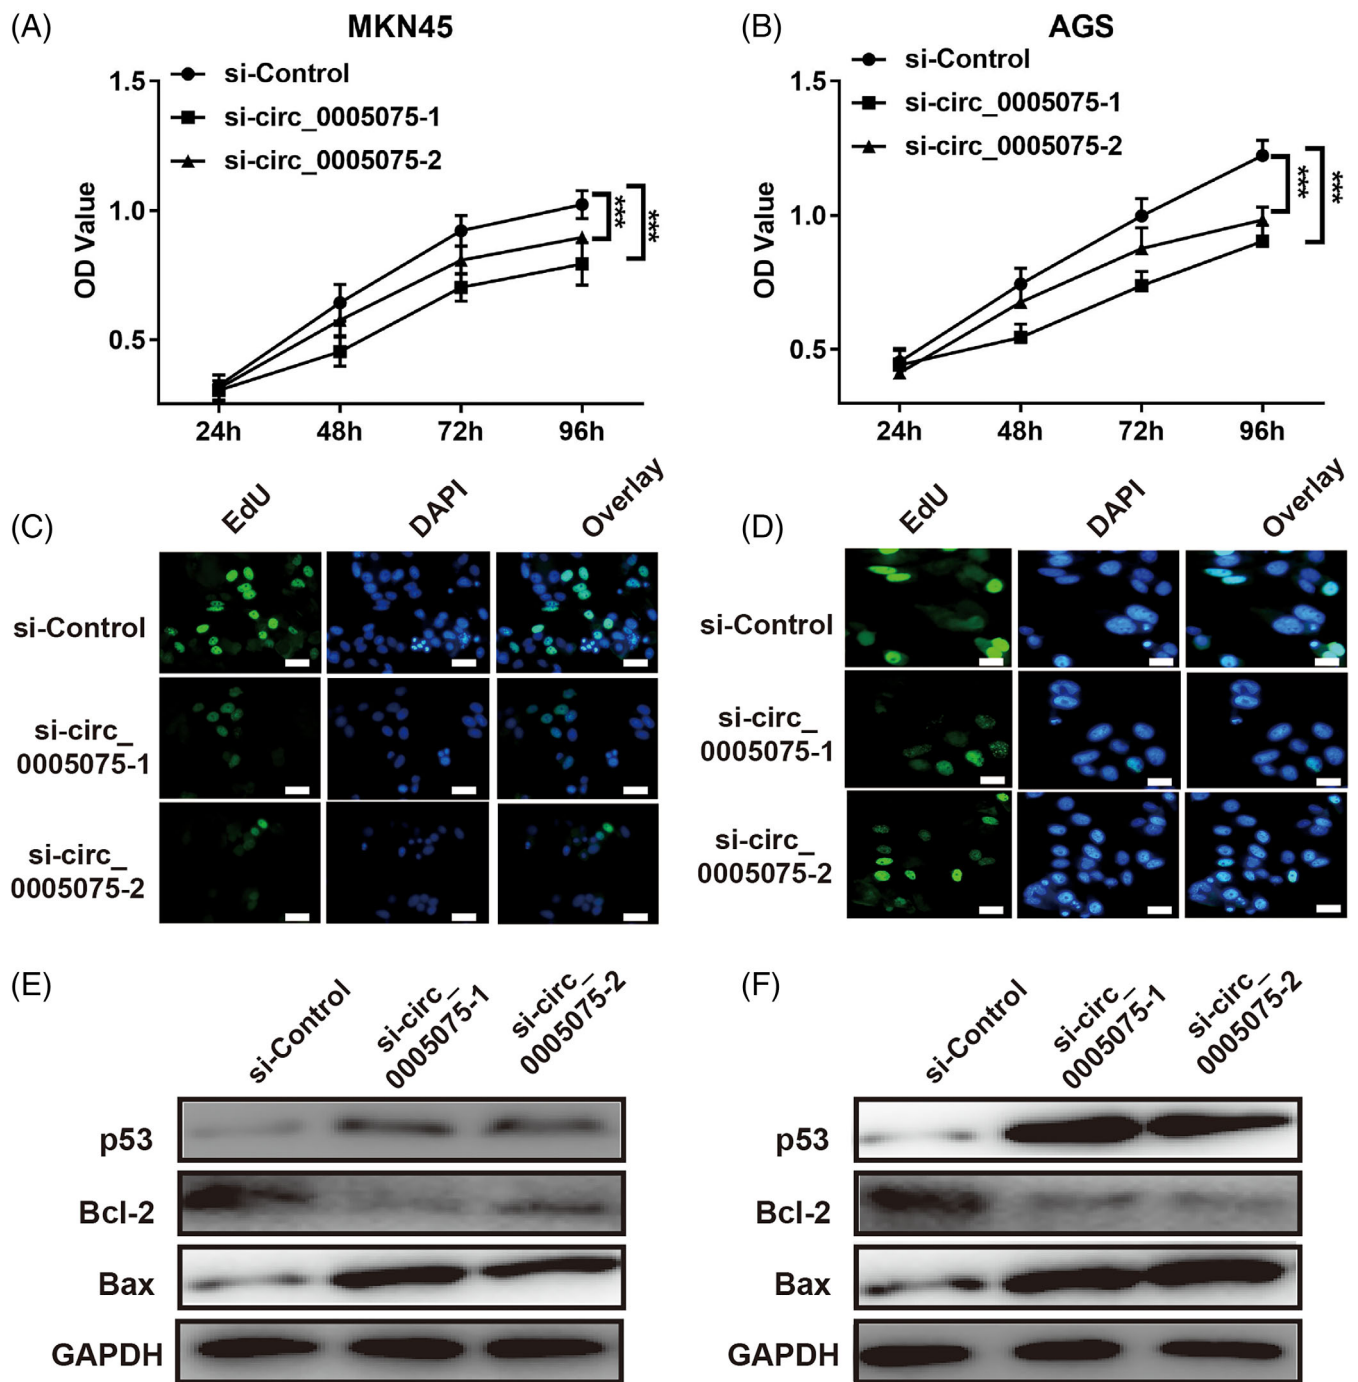 (A)
MKN45
1.5
si-Control
si-circ_0005075-1
si-circ_0005075-2
1.0
0.5
OD Value
***
***
24h
48h
72h
96h
(B)
AGS
1.5
si-Control
si-circ_0005075-1
si-circ_0005075-2
1.0
0.5
OD Value
***
***
24h
48h
72h
96h
(C)
EdU
DAPI
Overlay
si-Control
si-circ_
0005075-1
si-circ_
0005075-2
(D)
EdU
DAPI
Overlay
si-Control
si-circ_
0005075-1
si-circ_
0005075-2
(E)
si-Control
si-circ_
0005075-1
si-circ_
0005075-2
p53
Bcl-2
Bax
GAPDH
(F)
si-Control
si-circ_
0005075-1
si-circ_
0005075-2
p53
Bcl-2
Bax
GAPDH